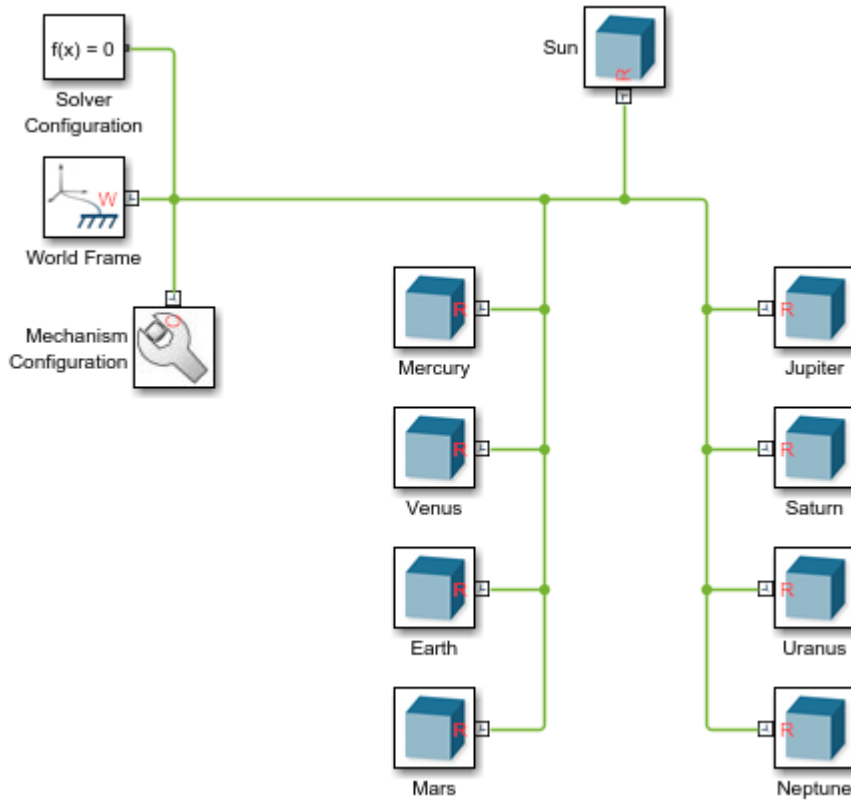 f(x) = 0
Solver
Configuration
Sun
R
W
World Frame
C
Mechanism
Configuration
R
Mercury
R
Jupiter
R
Venus
R
Saturn
R
Earth
R
Uranus
R
Mars
R
Neptune